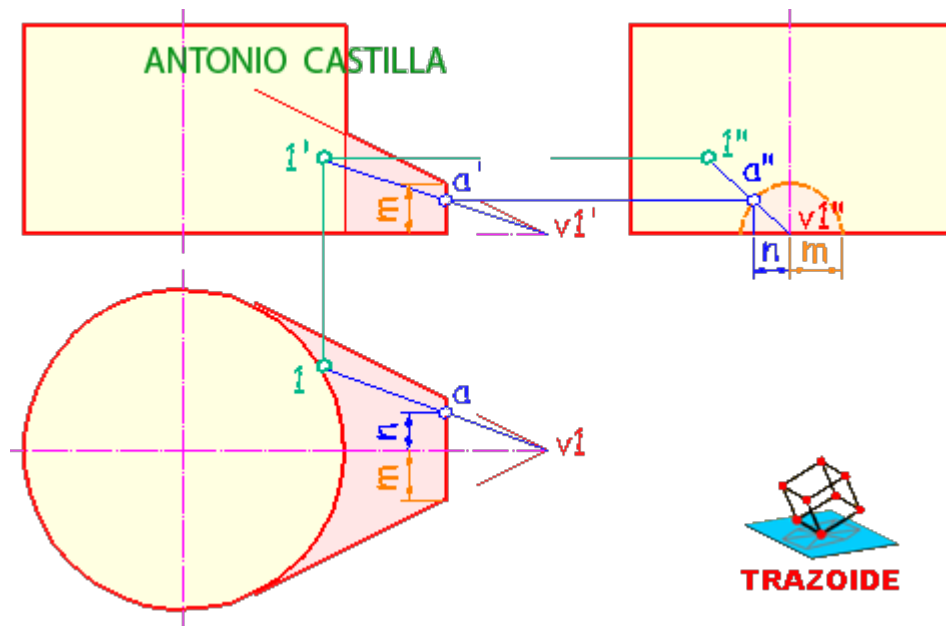 ANTONIO CASTILLA
1'
1"
a'
a"
m
v1'
v1"
n m
1
a
n
v1
m
TRAZOIDE